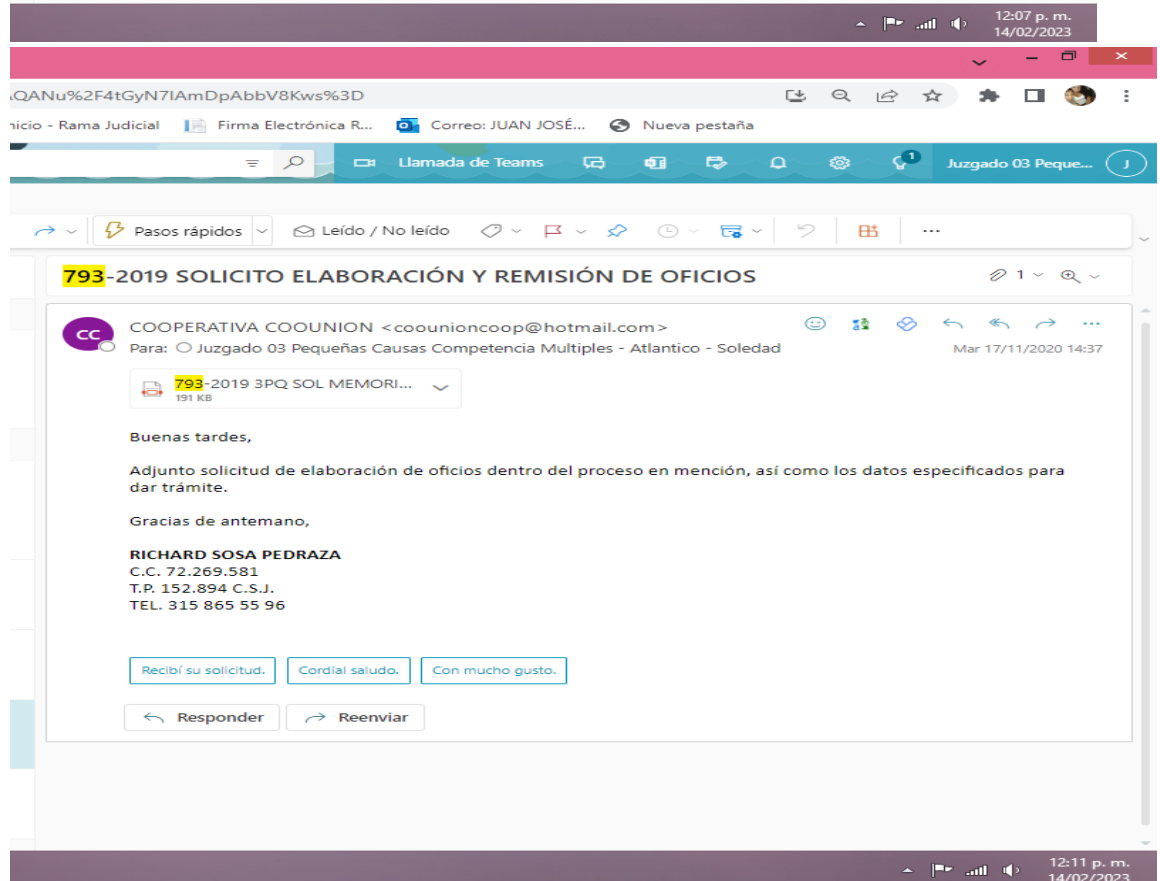 12:07 p. m.
14/02/2023
QANu%2F4tGyN7IAmDpAbbV8Kws%3D
nicio - Rama Judicial Firma Electrónica R... Correo: JUAN JOSÉ... Nueva pestaña
Llamada de Teams 1 Juzgado 03 Peque... J
Pasos rápidos Leído / No leído ...
793-2019 SOLICITO ELABORACIÓN Y REMISIÓN DE OFICIOS 1
CC COOPERATIVA COOUNION <coounioncoop@hotmail.com>
Para: Juzgado 03 Pequeñas Causas Competencia Multiples - Atlantico - Soledad Mar 17/11/2020 14:37
793-2019 3PQ SOL MEMORI...
191 KB
Buenas tardes,
Adjunto solicitud de elaboración de oficios dentro del proceso en mención, así como los datos especificados para
dar trámite.
Gracias de antemano,
RICHARD SOSA PEDRAZA
C.C. 72.269.581
T.P. 152.894 C.S.J.
TEL. 315 865 55 96
Recibí su solicitud. Cordial saludo. Con mucho gusto.
Responder Reenviar
12:11 p. m.
14/02/2023